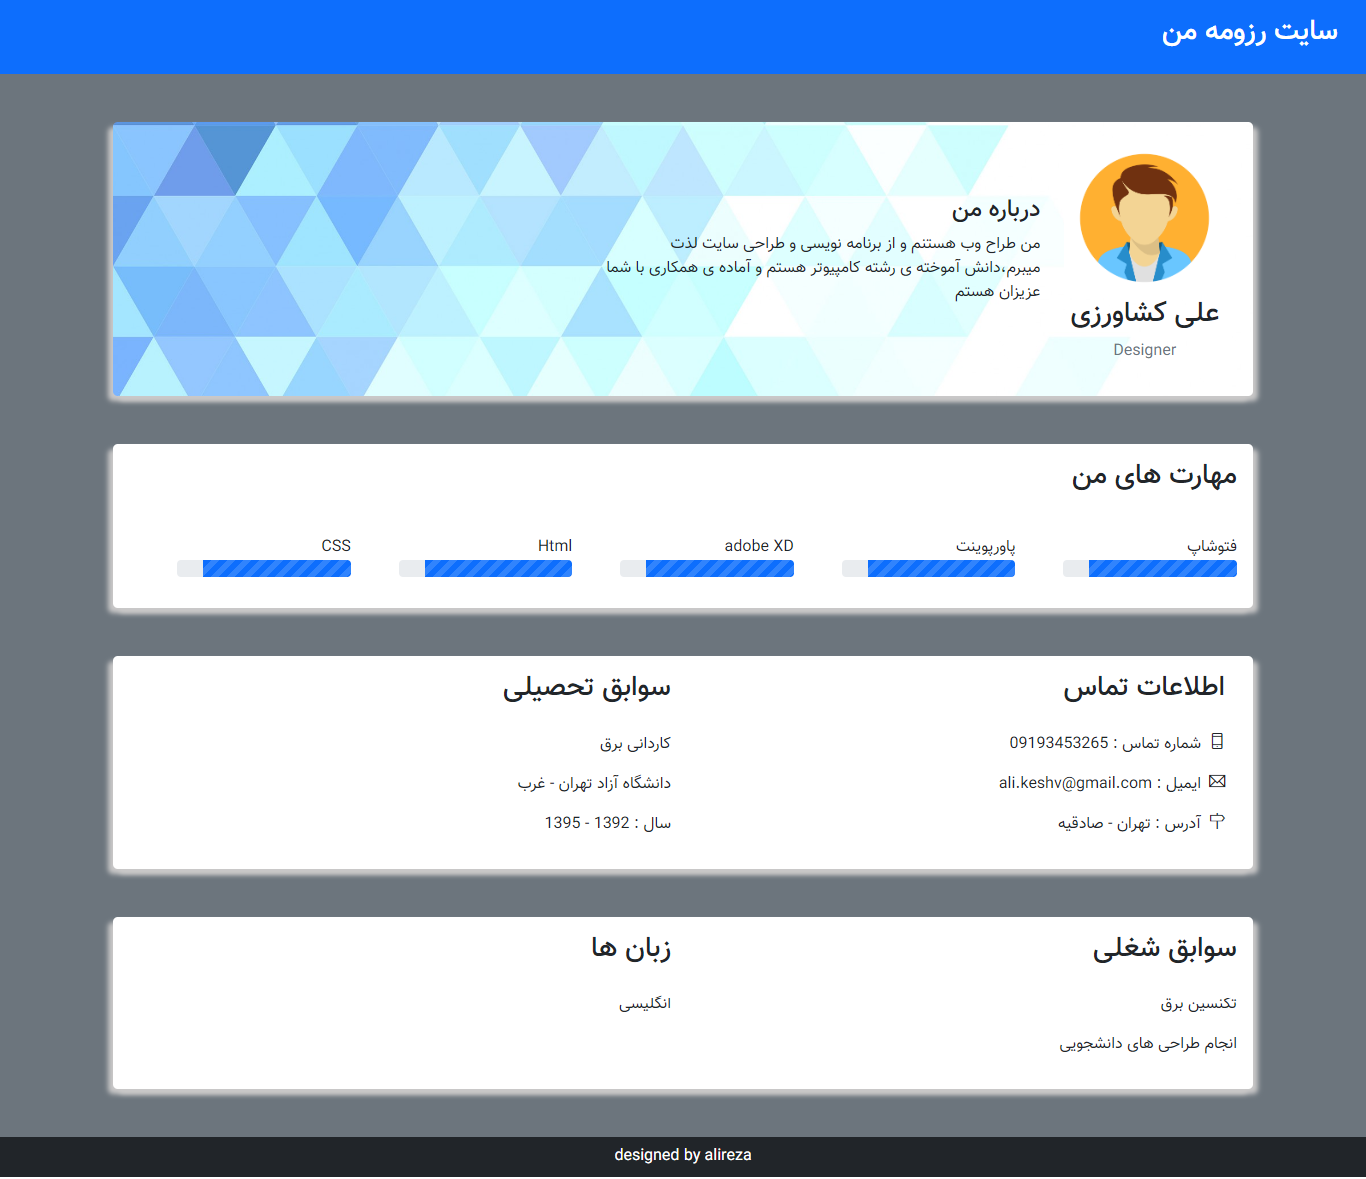 سایت رزومه من
درباره من
من طراح وب هستنم و از برنامه نویسی و طراحی سایت لذت
میبرم،دانش آموخته ی رشته کامپیوتر هستم و آماده ی همکاری با شما
عزیزان هستم
علی کشاورزی
Designer
مهارت های من
فتوشاپ
پاورپوینت
adobe XD
Html
CSS
اطلاعات تماس
شماره تماس : 09193453265
ایمیل : ali.keshv@gmail.com
آدرس : تهران - صادقیه
سوابق تحصیلی
کاردانی برق
دانشگاه آزاد تهران - غرب
سال : 1392 - 1395
سوابق شغلی
تکنسین برق
انجام طراحی های دانشجویی
زبان ها
انگلیسی
designed by alireza